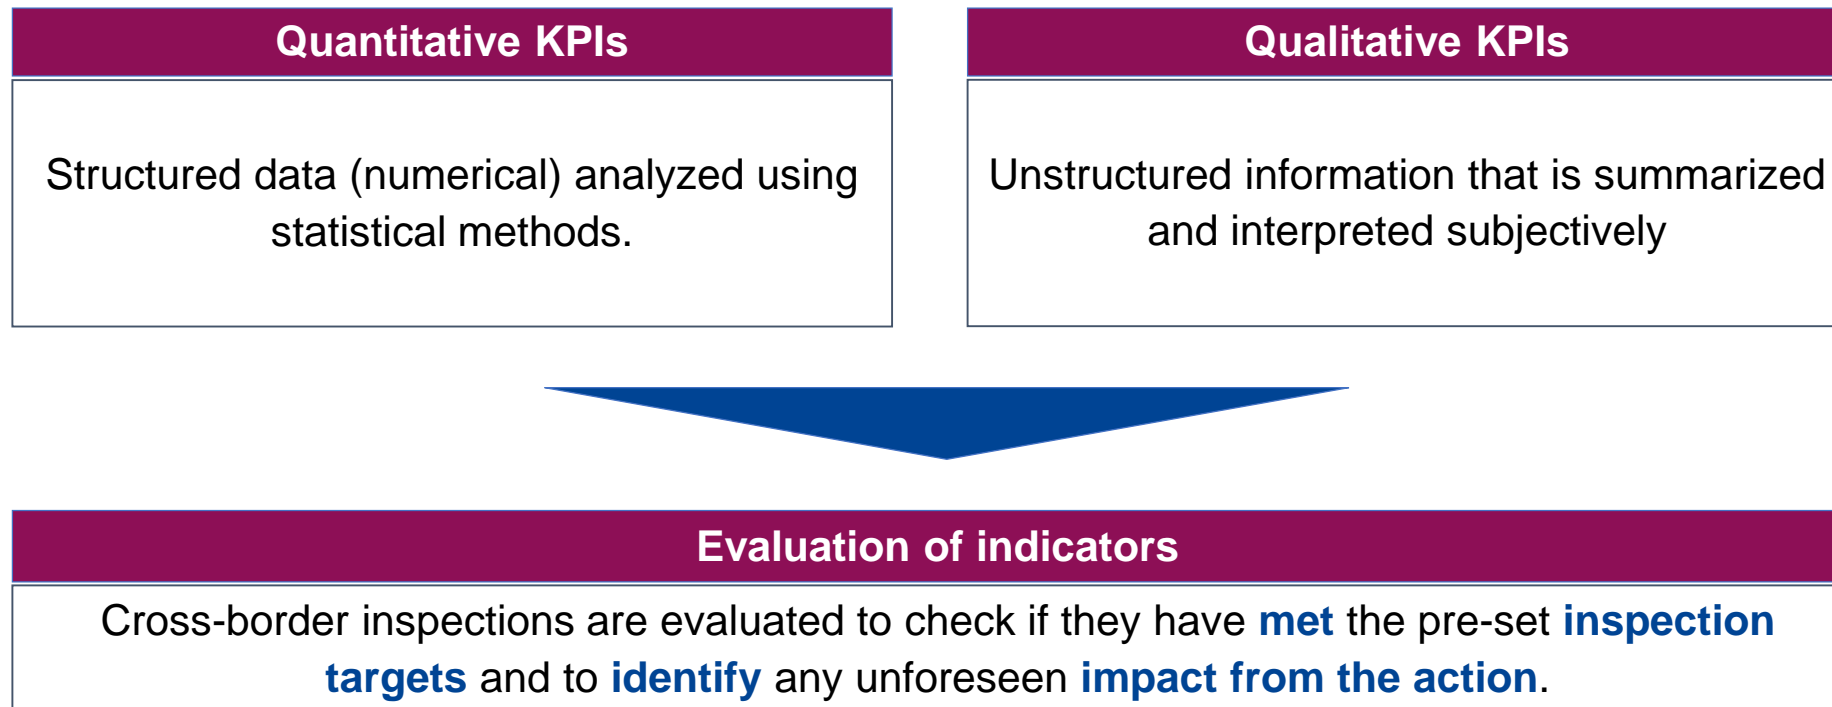 Quantitative KPIs
Structured data (numerical) analyzed using
statistical methods.
Qualitative KPIs
Unstructured information that is summarized
and interpreted subjectively
Evaluation of indicators
Cross-border inspections are evaluated to check if they have met the pre-set inspection
targets and to identify any unforeseen impact from the action.